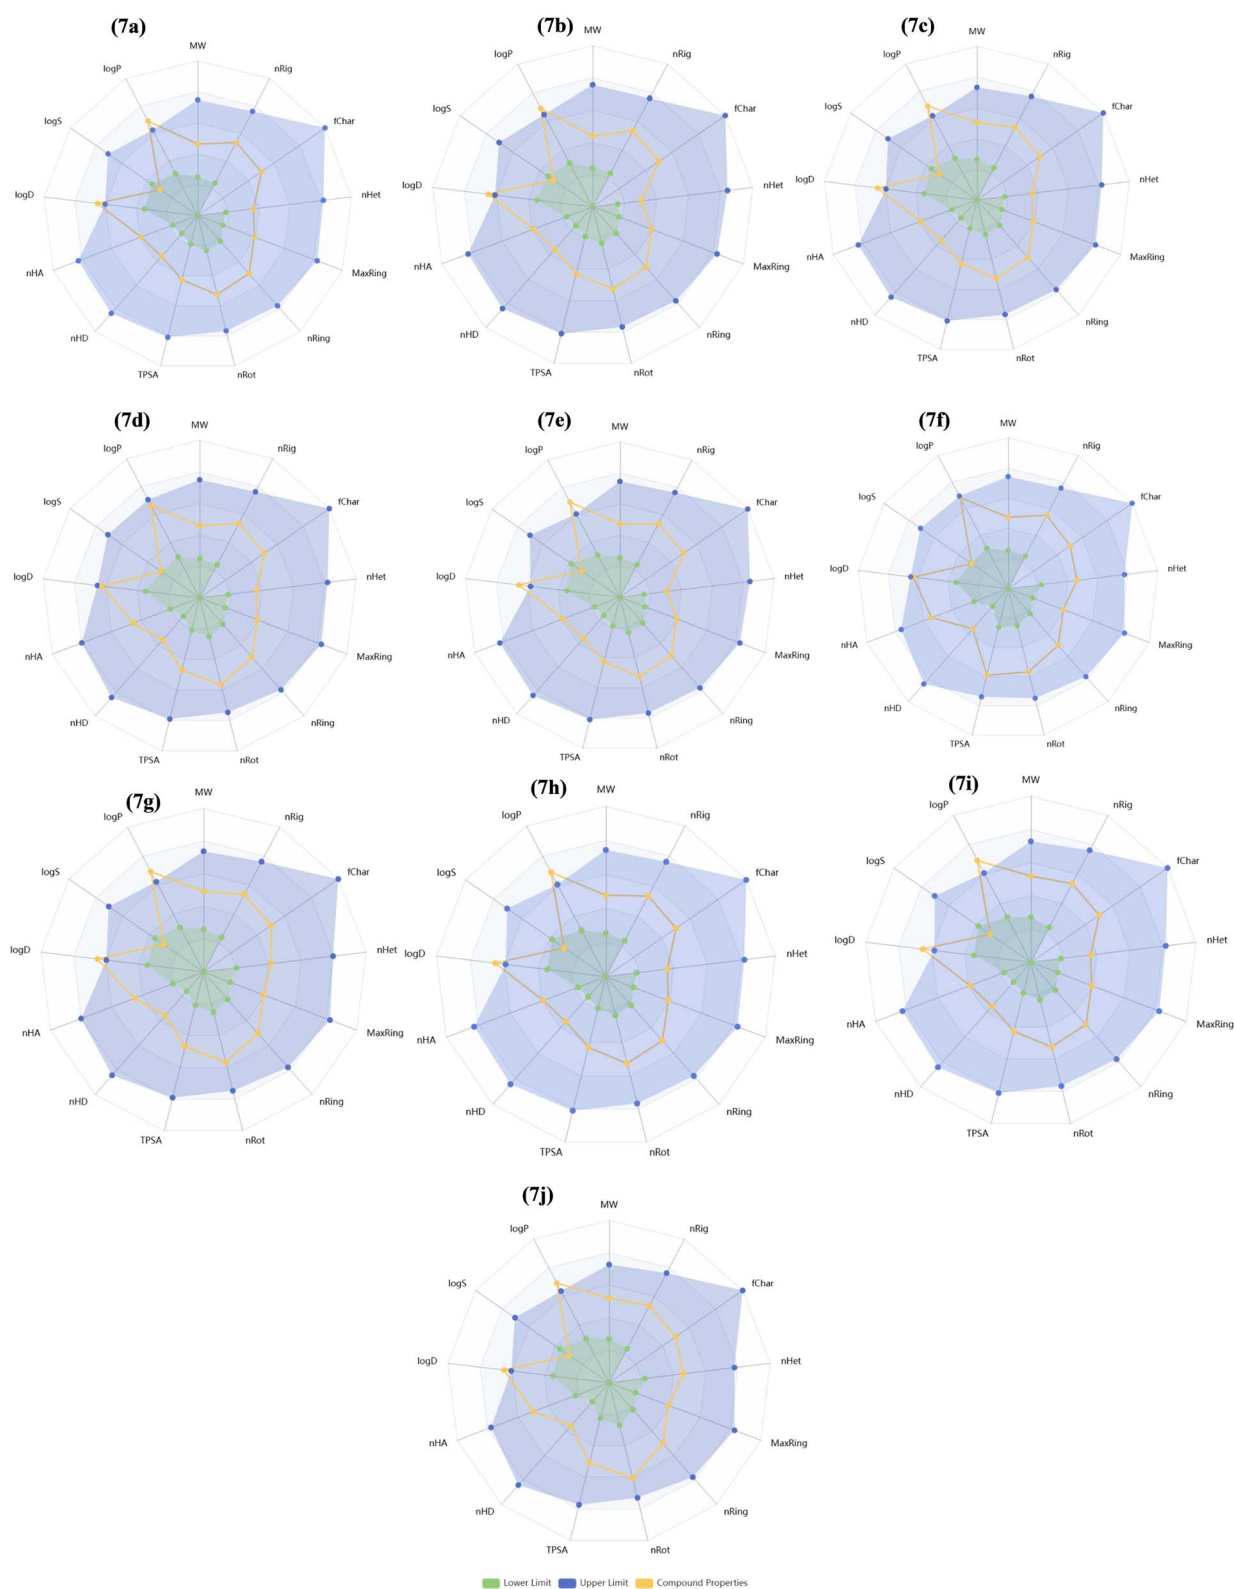 (7a) (7b) (7c)
MW MW MW
logP nRig logP nRig logP nRig
logS fChar logS fChar logS fChar
logD nHet logD nHet logD nHet
nHA MaxRing nHA MaxRing nHA MaxRing
nHD nRing nHD nRing nHD nRing
TPSA nRot TPSA nRot TPSA nRot
(7d) (7e) (7f)
MW MW MW
logP nRig logP nRig logP nRig
logS fChar logS fChar logS fChar
logD nHet logD nHet logD nHet
nHA MaxRing nHA MaxRing nHA MaxRing
nHD nRing nHD nRing nHD nRing
TPSA nRot TPSA nRot TPSA nRot
(7g) (7h) (7i)
MW MW MW
logP nRig logP nRig logP nRig
logS fChar logS fChar logS fChar
logD nHet logD nHet logD nHet
nHA MaxRing nHA MaxRing nHA MaxRing
nHD nRing nHD nRing nHD nRing
TPSA nRot TPSA nRot TPSA nRot
(7j)
MW
logP nRig
logS fChar
logD nHet
nHA MaxRing
nHD nRing
TPSA nRot
Lower Limit Upper Limit Compound Properties